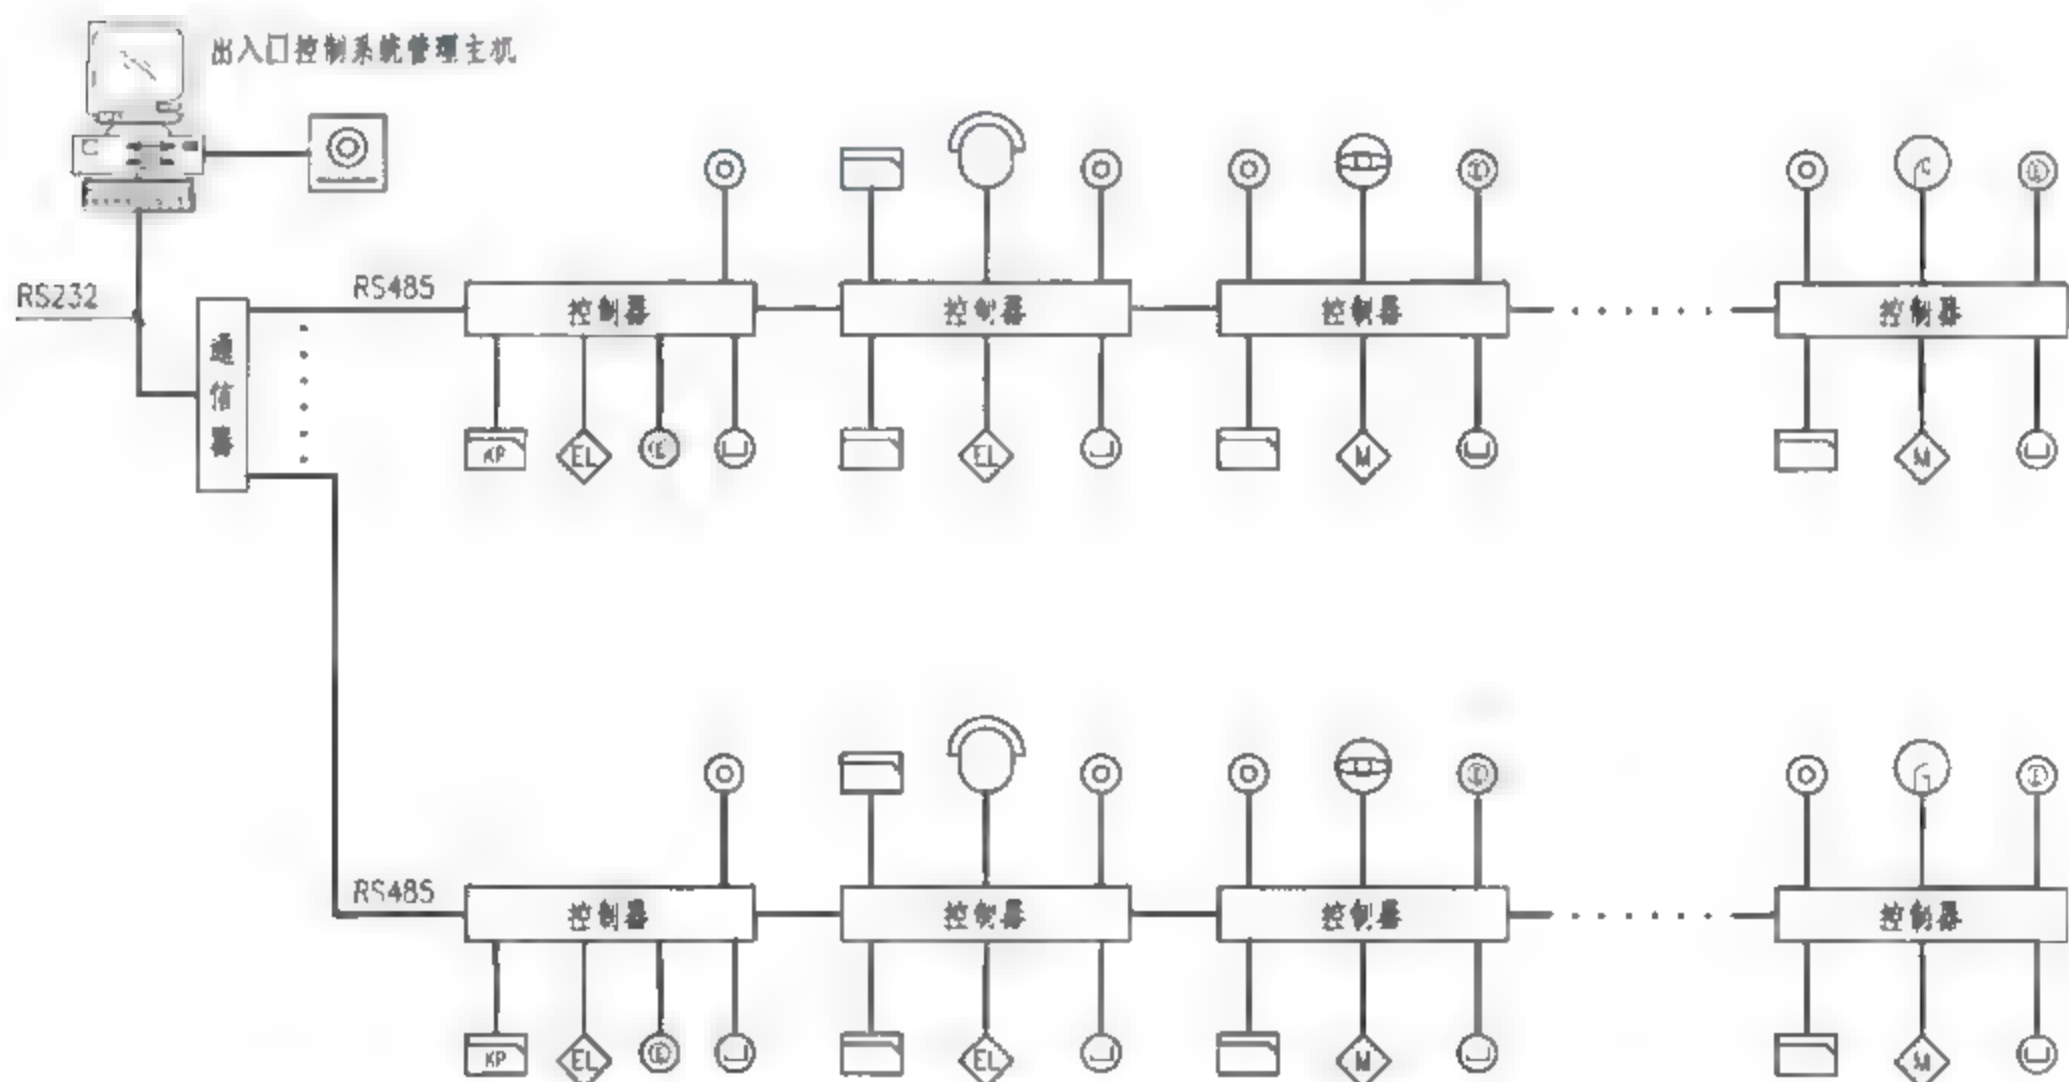 出入口控制系统管理主机
RS232
通信器
RS485
控制器 控制器 控制器 控制器
KP EL E EL M M
RS485
控制器 控制器 控制器 控制器
KP EL E EL M M